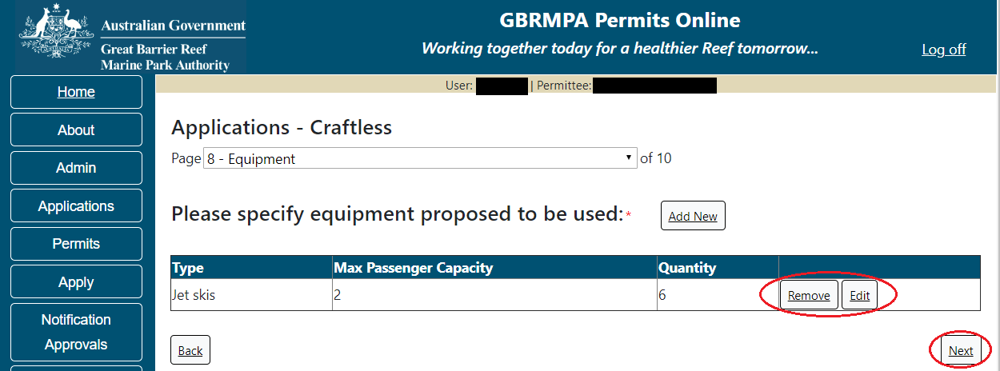 Australian Government
Great Barrier Reef
Marine Park Authority
GBRMPA Permits Online
Working together today for a healthier Reef tomorrow...
Log off
User: | Permittee:
Home
About
Admin
Applications
Permits
Apply
Notification
Approvals
Applications - Craftless
Page 8 - Equipment of 10
Please specify equipment proposed to be used:* Add New
Type Max Passenger Capacity Quantity
Jet skis 2 6 Remove Edit
Back Next